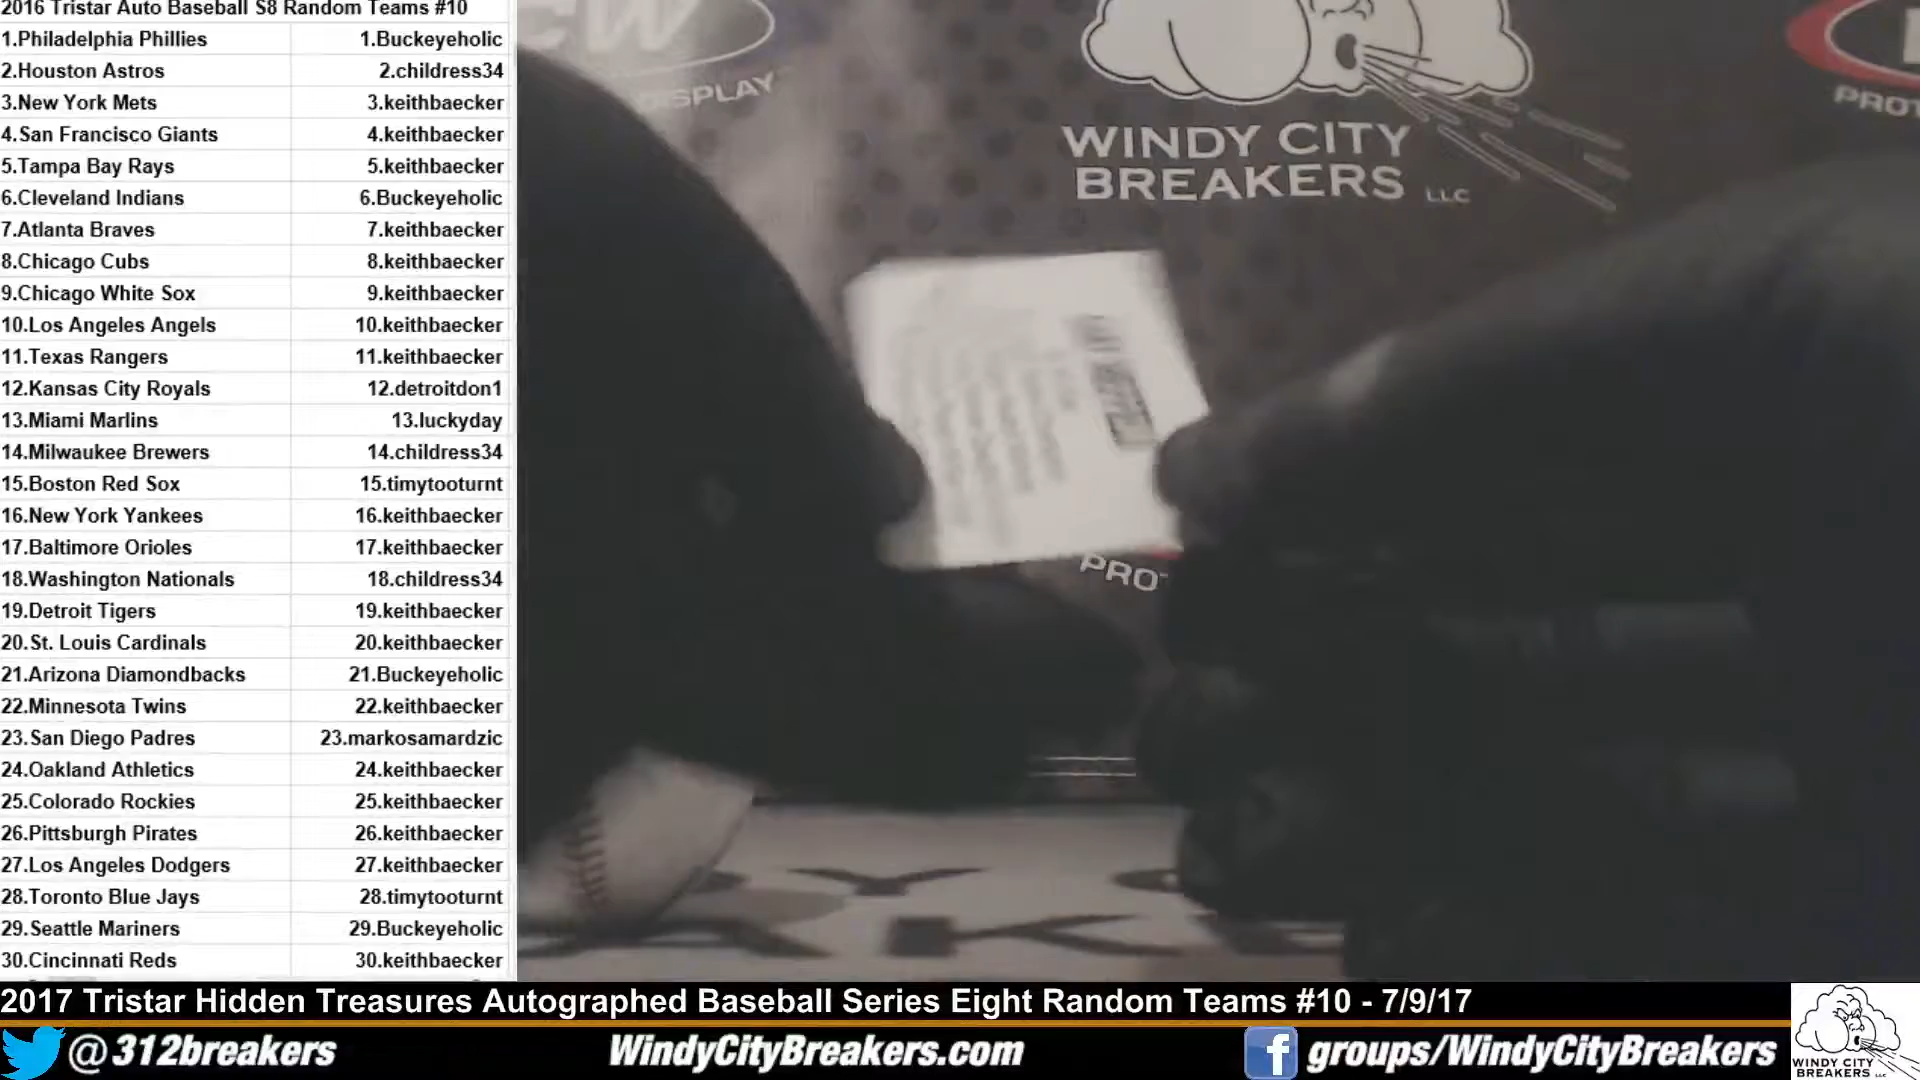 2016 Tristar Auto Baseball S8 Random Teams #10
1.Philadelphia Phillies 1.Buckeyeholic
2.Houston Astros 2.childress34
3.New York Mets 3.keithbaecker
4.San Francisco Giants 4.keithbaecker
5.Tampa Bay Rays 5.keithbaecker
6.Cleveland Indians 6.Buckeyeholic
7.Atlanta Braves 7.keithbaecker
8.Chicago Cubs 8.keithbaecker
9.Chicago White Sox 9.keithbaecker
10.Los Angeles Angels 10.keithbaecker
11.Texas Rangers 11.keithbaecker
12.Kansas City Royals 12.detroitdon1
13.Miami Marlins 13.luckyday
14.Milwaukee Brewers 14.childress34
15.Boston Red Sox 15.timytooturnt
16.New York Yankees 16.keithbaecker
17.Baltimore Orioles 17.keithbaecker
18.Washington Nationals 18.childress34
19.Detroit Tigers 19.keithbaecker
20.St. Louis Cardinals 20.keithbaecker
21.Arizona Diamondbacks 21.Buckeyeholic
22.Minnesota Twins 22.keithbaecker
23.San Diego Padres 23.markosamardzic
24.Oakland Athletics 24.keithbaecker
25.Colorado Rockies 25.keithbaecker
26.Pittsburgh Pirates 26.keithbaecker
27.Los Angeles Dodgers 27.keithbaecker
28.Toronto Blue Jays 28.timytooturnt
29.Seattle Mariners 29.Buckeyeholic
30.Cincinnati Reds 30.keithbaecker
CW
DISPLAY
WINDY CITY
BREAKERS LLC
PROT
PRO
2017 Tristar Hidden Treasures Autographed Baseball Series Eight Random Teams #10 - 7/9/17
@312breakers WindyCityBreakers.com groups/WindyCityBreakers
WINDY CITY
BREAKERS LLC